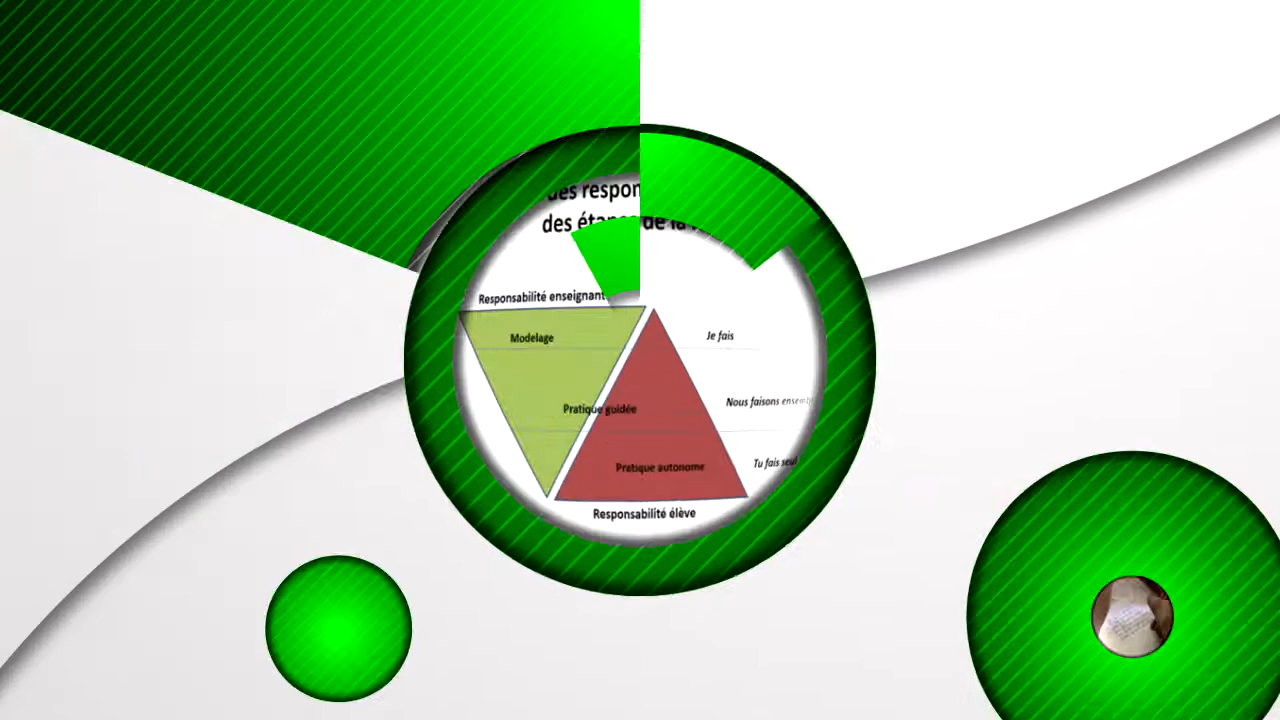 des respon
des
de la
Responsabilité enseignant
Modelage
Je fais
Pratique guidée
Nous faisons ensemble
Pratique autonome
Tu fais seul
Responsabilité élève